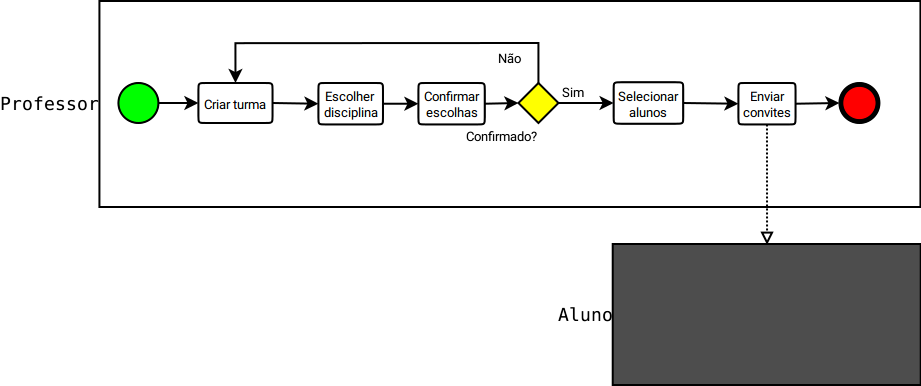 Não
Professor
Criar turma
Escolher
disciplina
Confirmar
escolhas
Sim
Selecionar
alunos
Enviar
convites
Confirmado?
Aluno